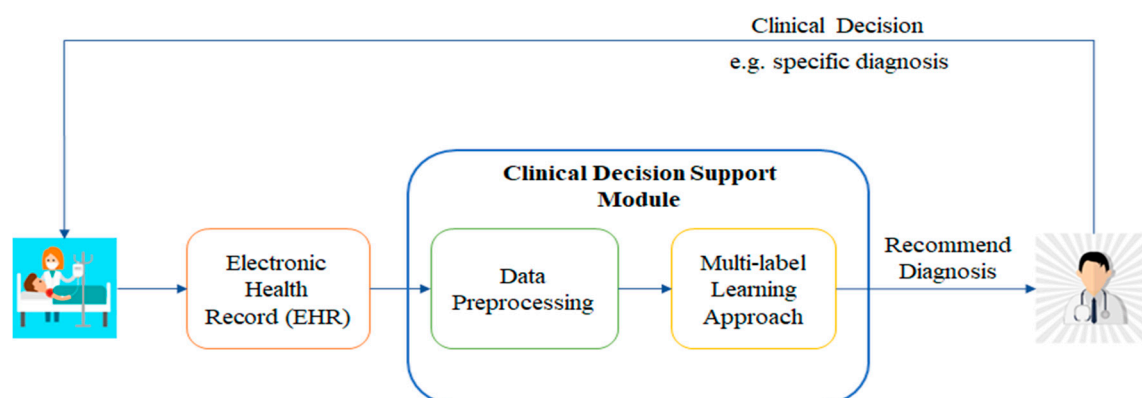 Clinical Decision
e.g. specific diagnosis
Clinical Decision Support
Module
Electronic
Health
Record (EHR)
Data
Preprocessing
Multi-label
Learning
Approach
Recommend
Diagnosis